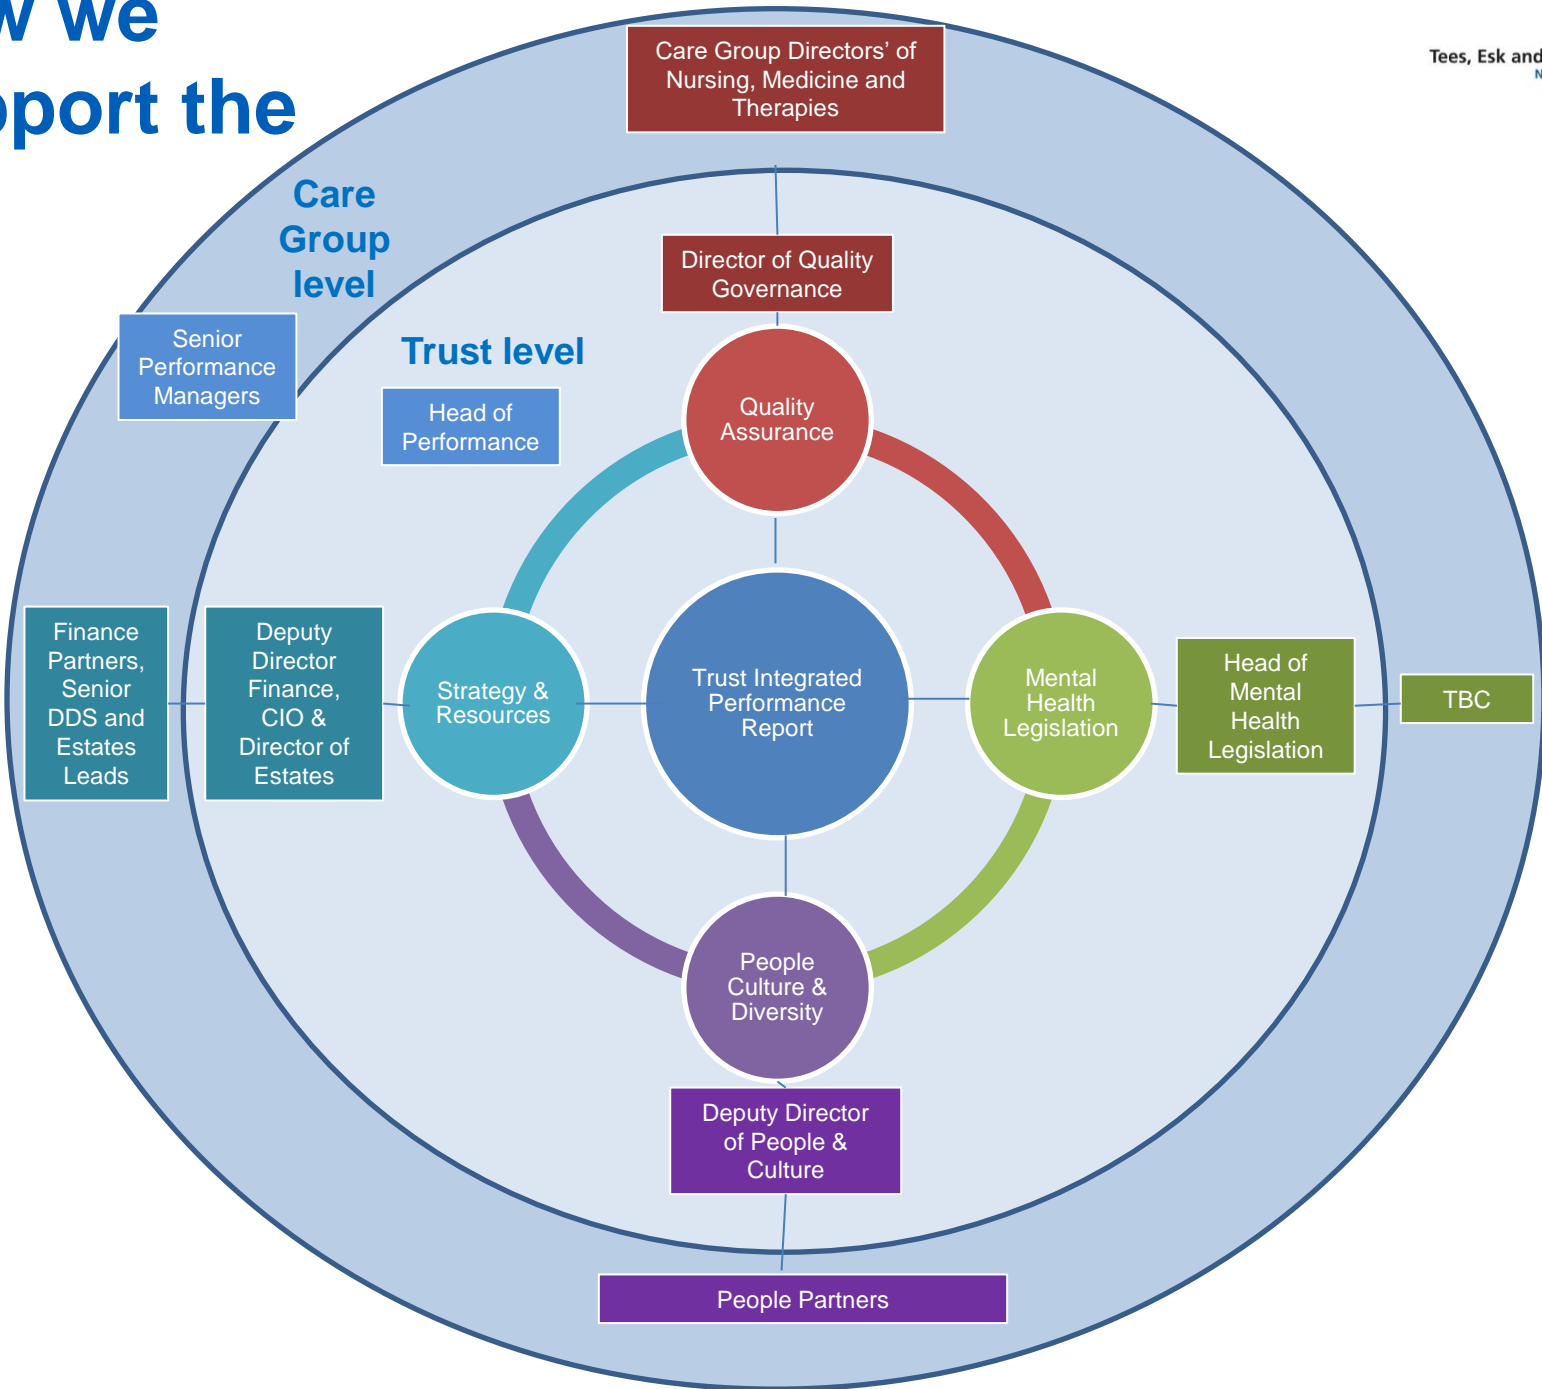 w we
pport the
Tees, Esk and
N
Care Group Directors’ of
Nursing, Medicine and
Therapies
Care
Group
level
Director of Quality
Governance
Senior
Performance
Managers
Trust level
Head of
Performance
Quality
Assurance
Finance
Partners,
Senior
DDS and
Estates
Leads
Deputy
Director
Finance,
CIO &
Director of
Estates
Strategy &
Resources
Trust Integrated
Performance
Report
Mental
Health
Legislation
Head of
Mental
Health
Legislation
TBC
People
Culture &
Diversity
Deputy Director
of People &
Culture
People Partners